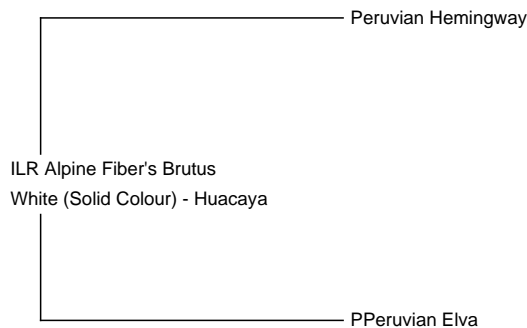 Peruvian Hemingway
ILR Alpine Fiber's Brutus
White (Solid Colour) - Huacaya
PPeruvian Elva